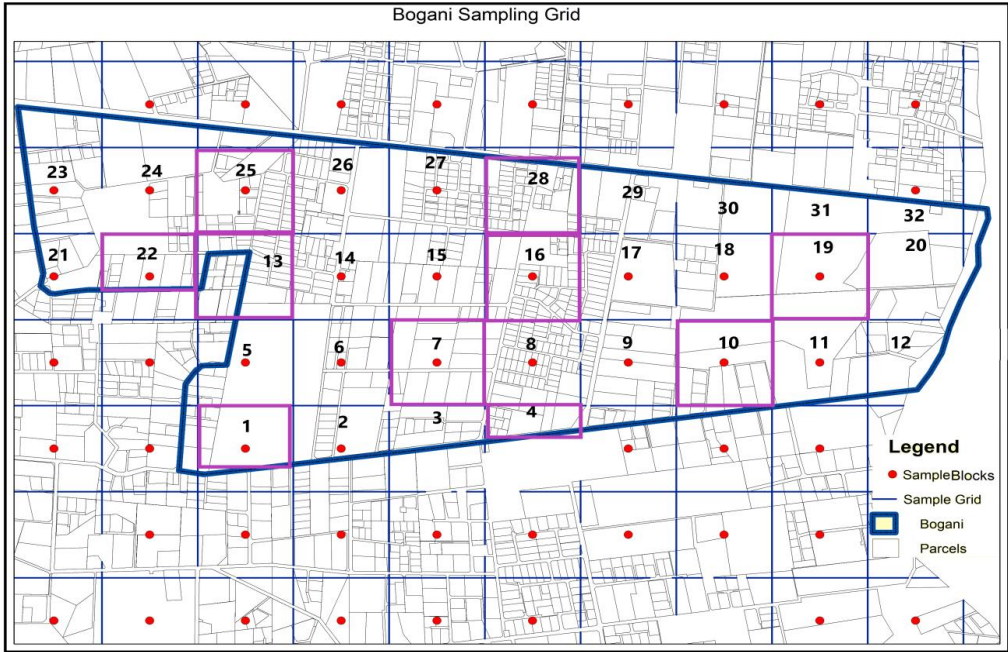 Bogani Sampling Grid
23 24 25 26 27 28 29 30 31 32
21 22 13 14 15 16 17 18 19 20
5 6 7 8 9 10 11 12
1 2 3 4
Legend
SampleBlocks
Sample Grid
Bogani
Parcels